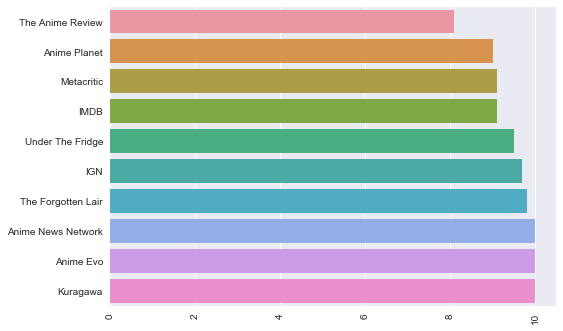 The Anime Review
Anime Planet
Metacritic
IMDB
Under The Fridge
IGN
The Forgotten Lair
Anime News Network
Anime Evo
Kuragawa
0 2 4 6 8 10